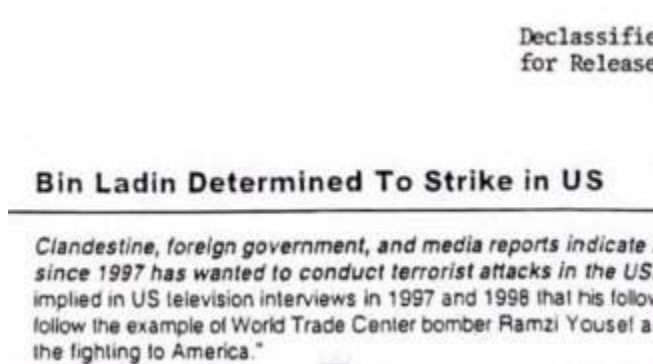 Declassifie
for Release
Bin Ladin Determined To Strike in US
Clandestine, foreign government, and media reports indicate
since 1997 has wanted to conduct terrorist attacks in the US
implied in US television interviews in 1997 and 1998 that his follow
follow the example of World Trade Center bomber Ramzi Yousef a
the fighting to America."